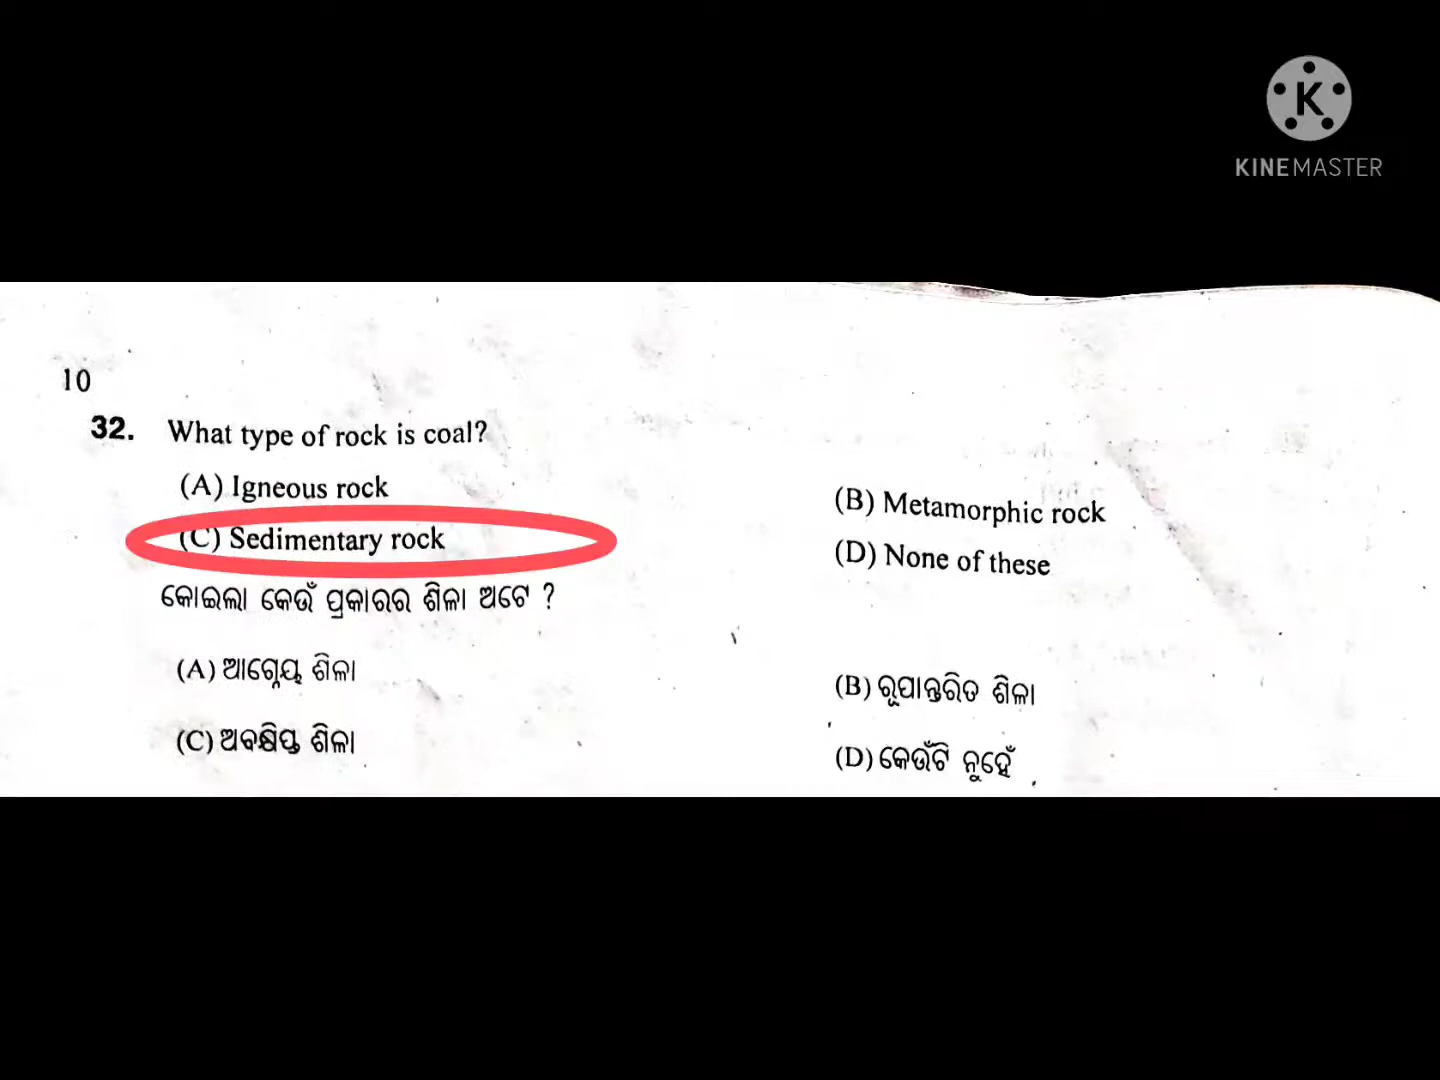 K
KINEMASTER
10
32. What type of rock is coal?
(A) Igneous rock
(B) Metamorphic rock
(C) Sedimentary rock
(D) None of these
କୋଇଲା କେଉଁ ପ୍ରକାରର ଶିଳା ଅଟେ ?
(A) ଆଗ୍ନେୟ ଶିଳା
(B) ରୂପାନ୍ତରିତ ଶିଳା
(C) ଅବକ୍ଷିପ୍ତ ଶିଳା
(D) କେଉଁଟି ନୁହେଁ